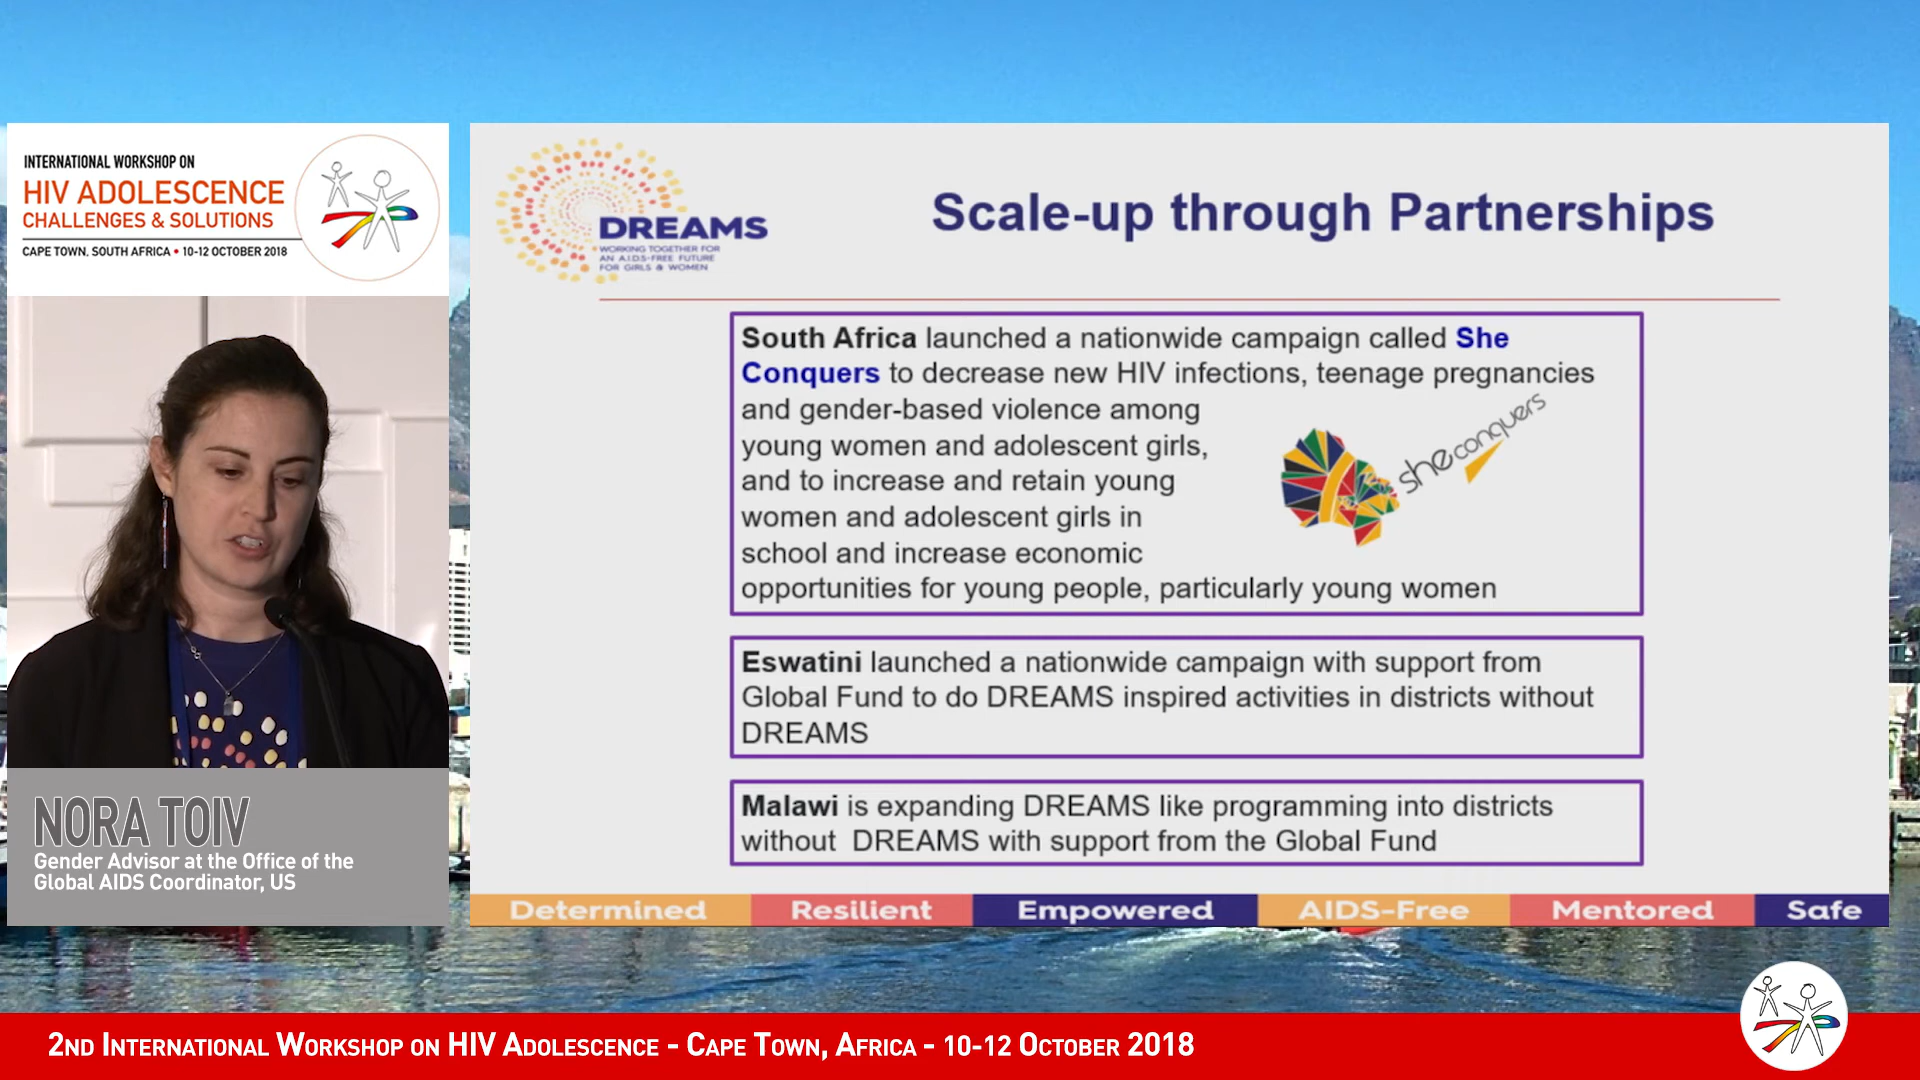 INTERNATIONAL WORKSHOP ON
HIV ADOLESCENCE
CHALLENGES & SOLUTIONS
CAPE TOWN, SOUTH AFRICA • 10-12 OCTOBER 2018
NORA TOIV
Gender Advisor at the Office of the
Global AIDS Coordinator, US
DREAMS
WORKING TOGETHER FOR
AN A.I.D.S-FREE FUTURE
FOR GIRLS & WOMEN
Scale-up through Partnerships
South Africa launched a nationwide campaign called She
Conquers to decrease new HIV infections, teenage pregnancies
and gender-based violence among
young women and adolescent girls,
and to increase and retain young
women and adolescent girls in
school and increase economic
opportunities for young people, particularly young women
she conquers
Eswatini launched a nationwide campaign with support from
Global Fund to do DREAMS inspired activities in districts without
DREAMS
Malawi is expanding DREAMS like programming into districts
without DREAMS with support from the Global Fund
Determined Resilient Empowered AIDS-Free Mentored Safe
2ND INTERNATIONAL WORKSHOP ON HIV ADOLESCENCE - CAPE TOWN, AFRICA - 10-12 OCTOBER 2018